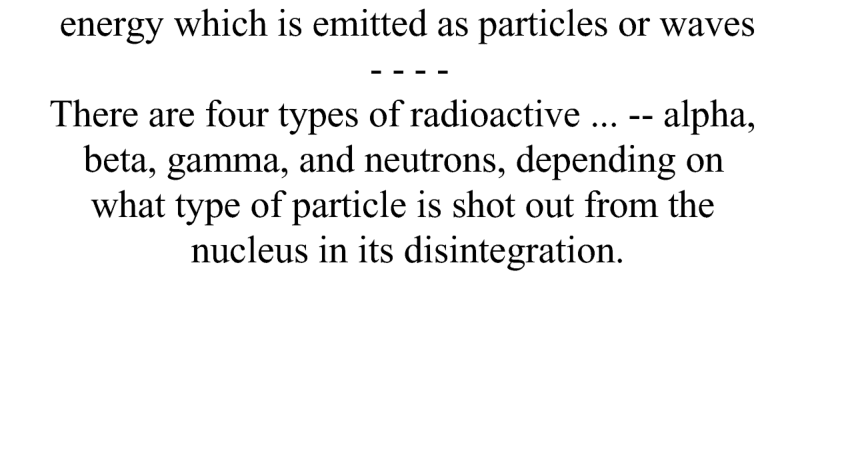 energy which is emitted as particles or waves
- - - -
There are four types of radioactive ... -- alpha,
beta, gamma, and neutrons, depending on
what type of particle is shot out from the
nucleus in its disintegration.